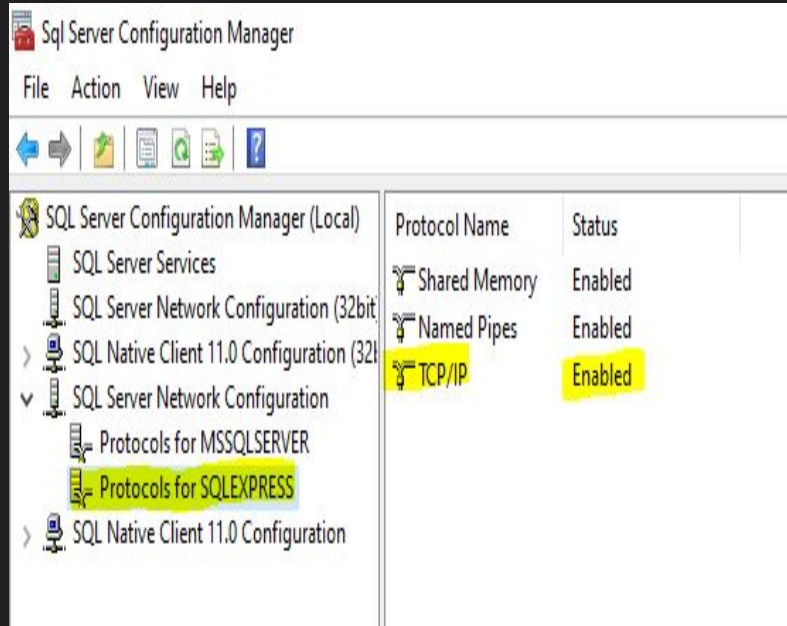 Sql Server Configuration Manager
File Action View Help
SQL Server Configuration Manager (Local)
SQL Server Services
SQL Server Network Configuration (32bit
SQL Native Client 11.0 Configuration (32
SQL Server Network Configuration
Protocols for MSSQLSERVER
Protocols for SQLEXPRESS
SQL Native Client 11.0 Configuration
Protocol Name Status
Shared Memory Enabled
Named Pipes Enabled
TCP/IP Enabled